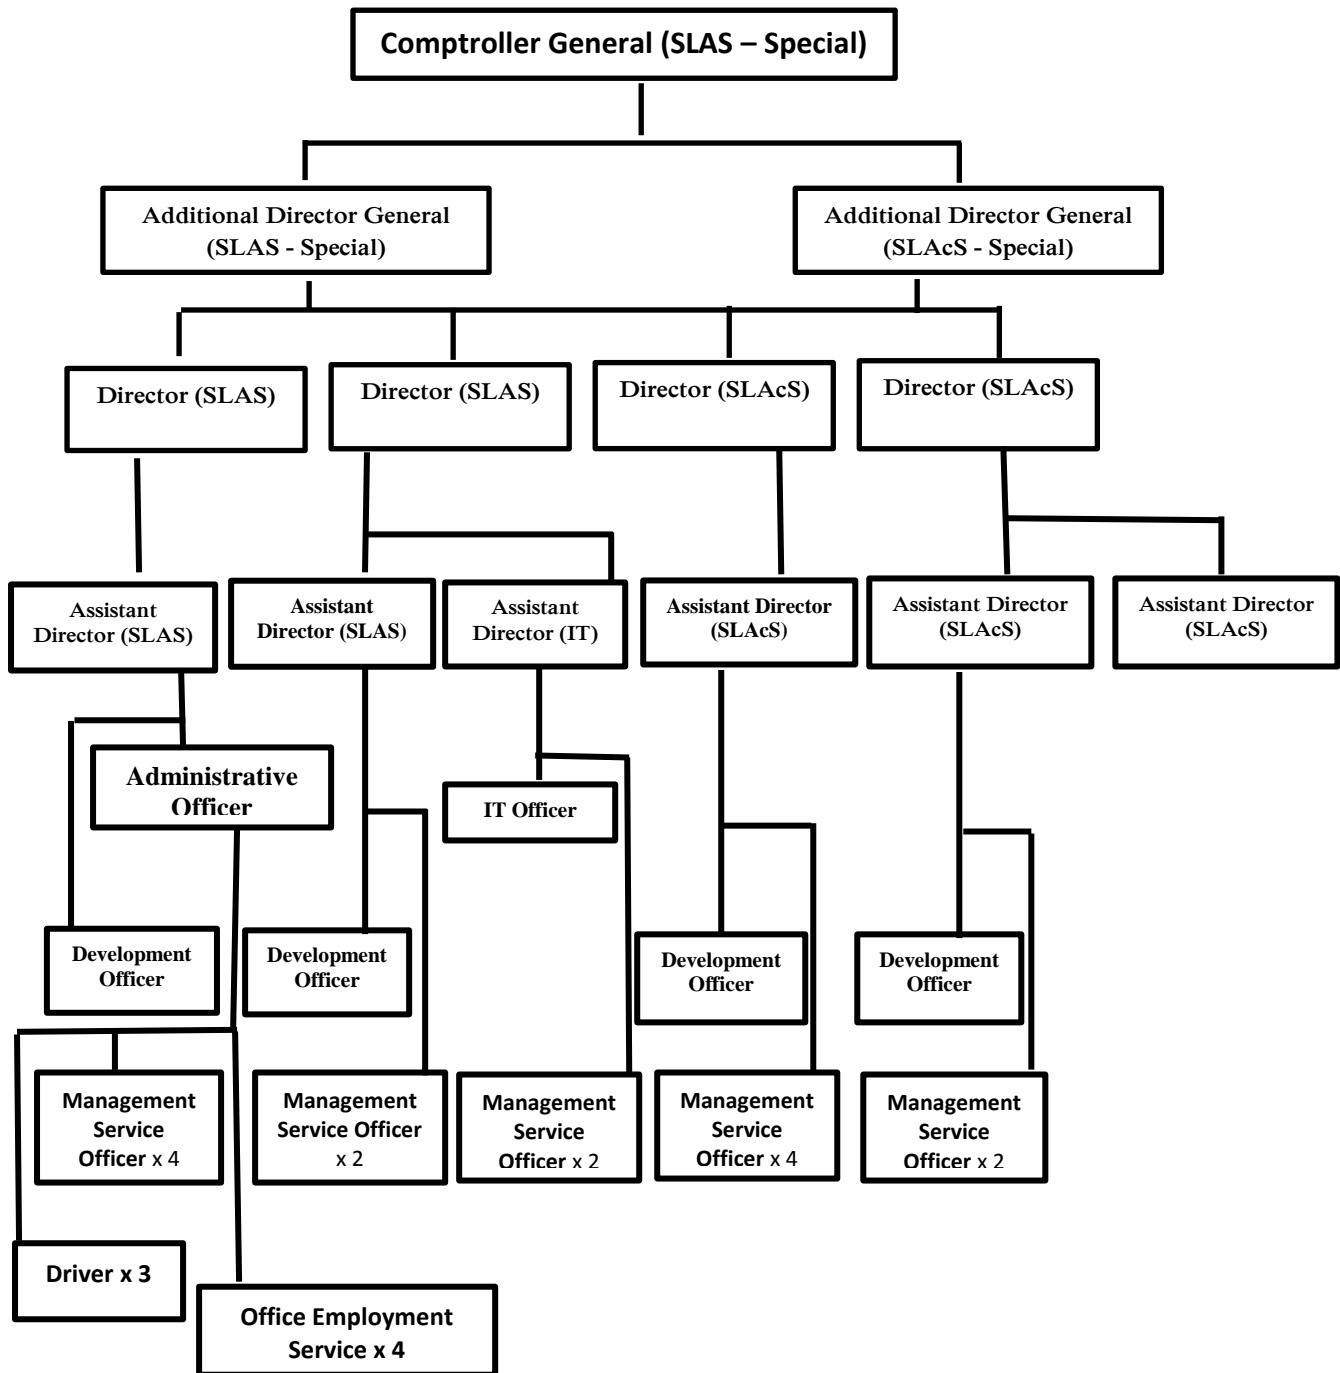 Comptroller General (SLAS – Special)
Additional Director General
(SLAS - Special)
Additional Director General
(SLAcS - Special)
Director (SLAS)
Director (SLAS)
Director (SLAcS)
Director (SLAcS)
Assistant
Director (SLAS)
Assistant
Director (SLAS)
Assistant
Director (IT)
Assistant Director
(SLAcS)
Assistant Director
(SLAcS)
Assistant Director
(SLAcS)
Administrative
Officer
IT Officer
Development
Officer
Development
Officer
Development
Officer
Development
Officer
Management
Service
Officer x 4
Management
Service Officer
x 2
Management
Service
Officer x 2
Management
Service
Officer x 4
Management
Service
Officer x 2
Driver x 3
Office Employment
Service x 4